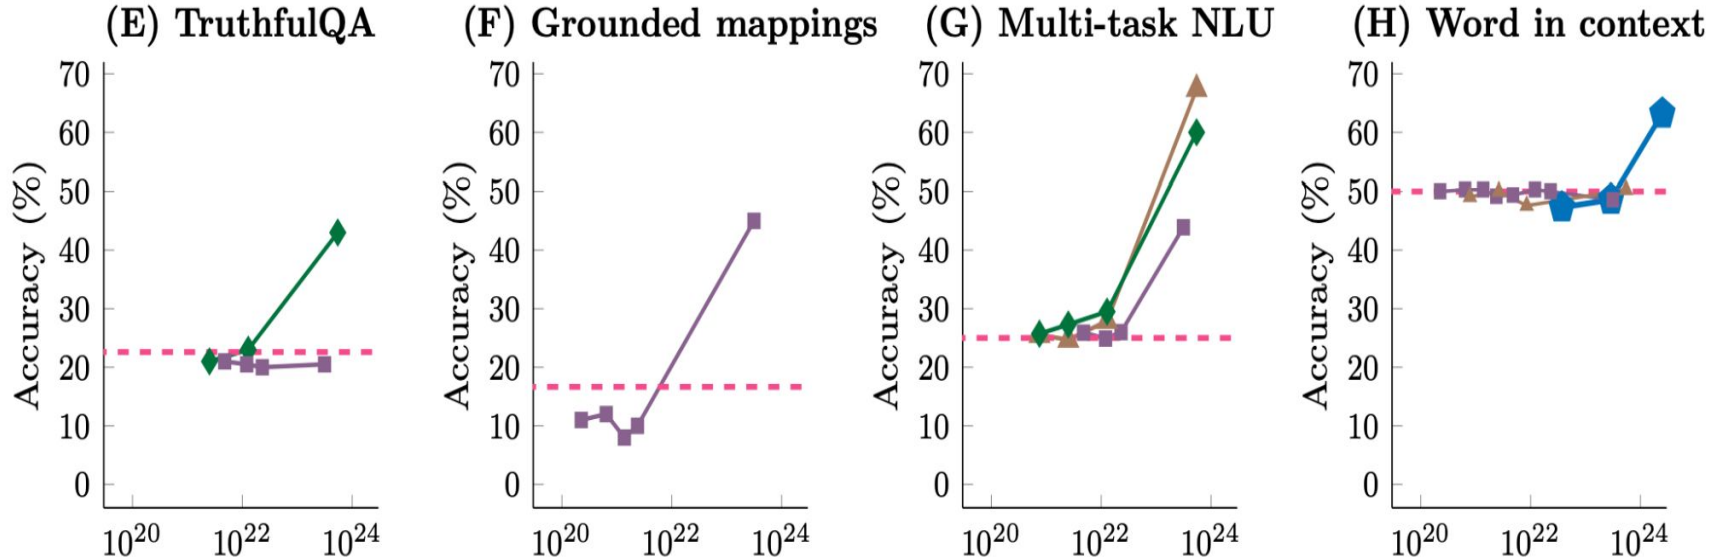 (E) TruthfulQA
70
60
50
40
30
20
10
0
Accuracy (%)
10^20 10^22 10^24
(F) Grounded mappings
70
60
50
40
30
20
10
0
Accuracy (%)
10^20 10^22 10^24
(G) Multi-task NLU
70
60
50
40
30
20
10
0
Accuracy (%)
10^20 10^22 10^24
(H) Word in context
70
60
50
40
30
20
10
0
Accuracy (%)
10^20 10^22 10^24